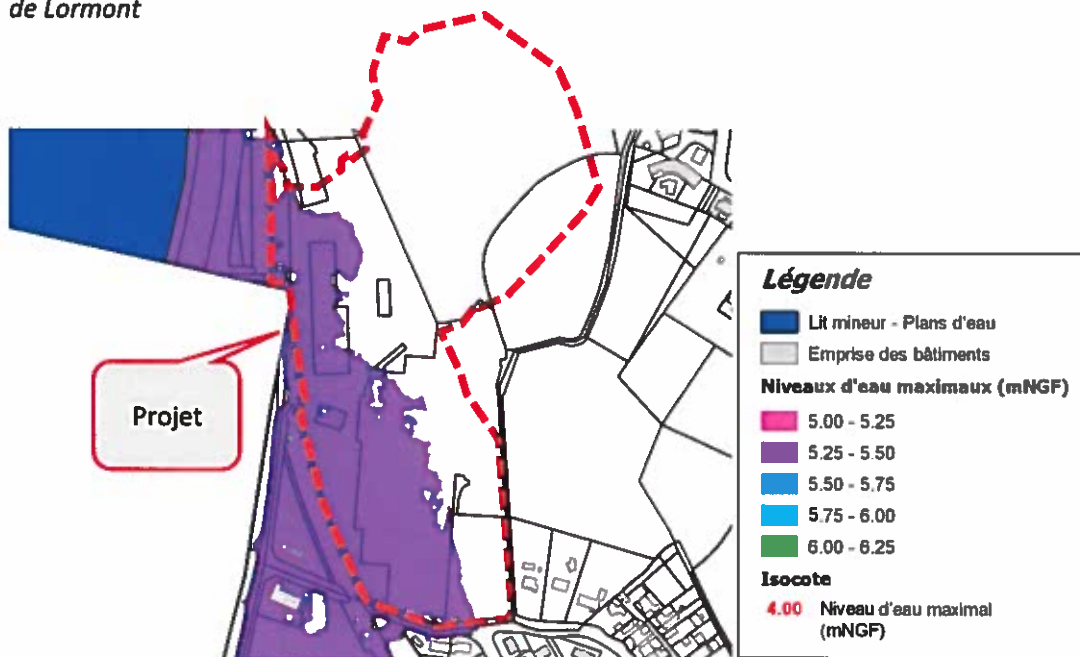 de Lormont
Projet
Légende
Lit mineur - Plans d'eau
Emprise des bâtiments
Niveaux d'eau maximaux (mNGF)
5.00 - 5.25
5.25 - 5.50
5.50 - 5.75
5.75 - 6.00
6.00 - 6.25
Isocote
4.00 Niveau d'eau maximal
(mNGF)